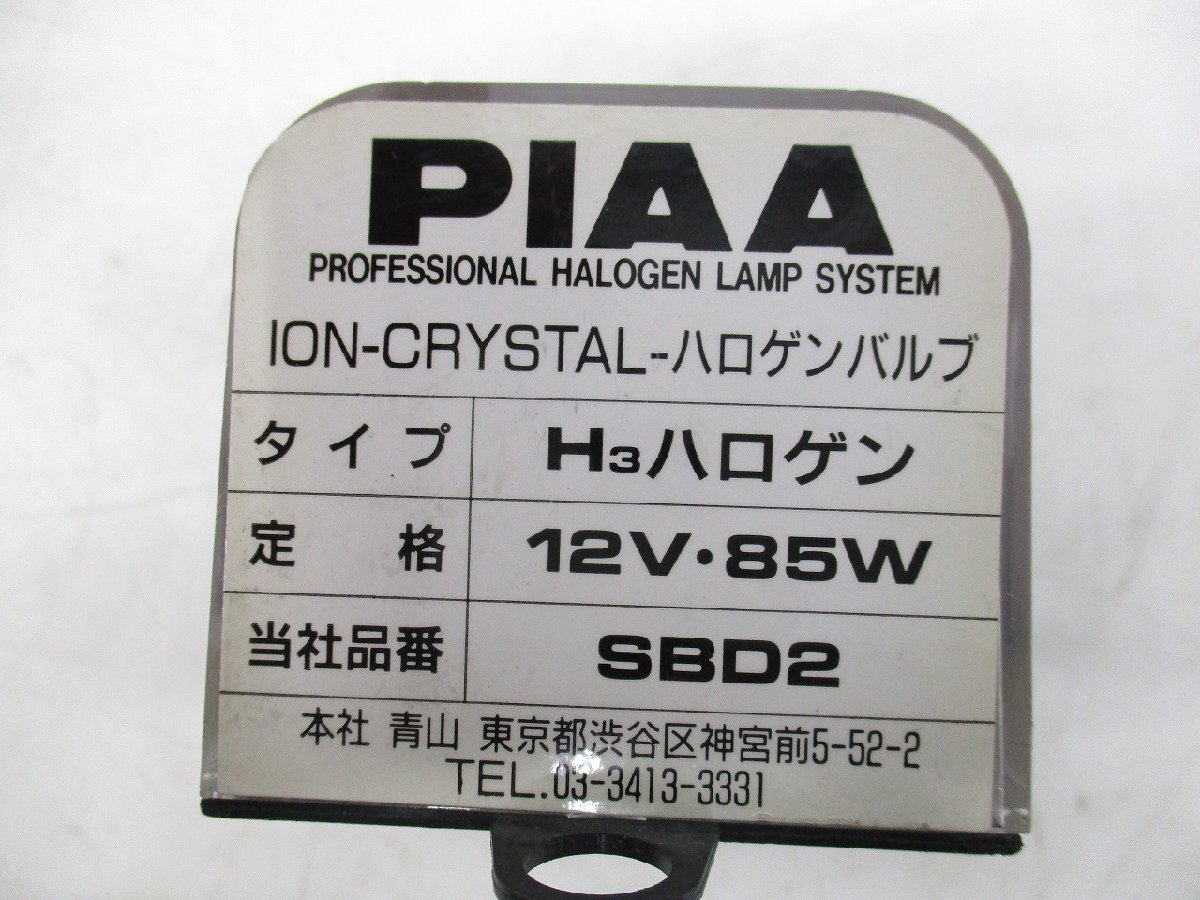 PIAA
PROFESSIONAL HALOGEN LAMP SYSTEM
ION-CRYSTAL-ハロゲンバルブ
タイプ H3ハロゲン
定格 12V・85W
当社品番 SBD2
本社 青山 東京都渋谷区神宮前5-52-2
TEL.03-3413-3331